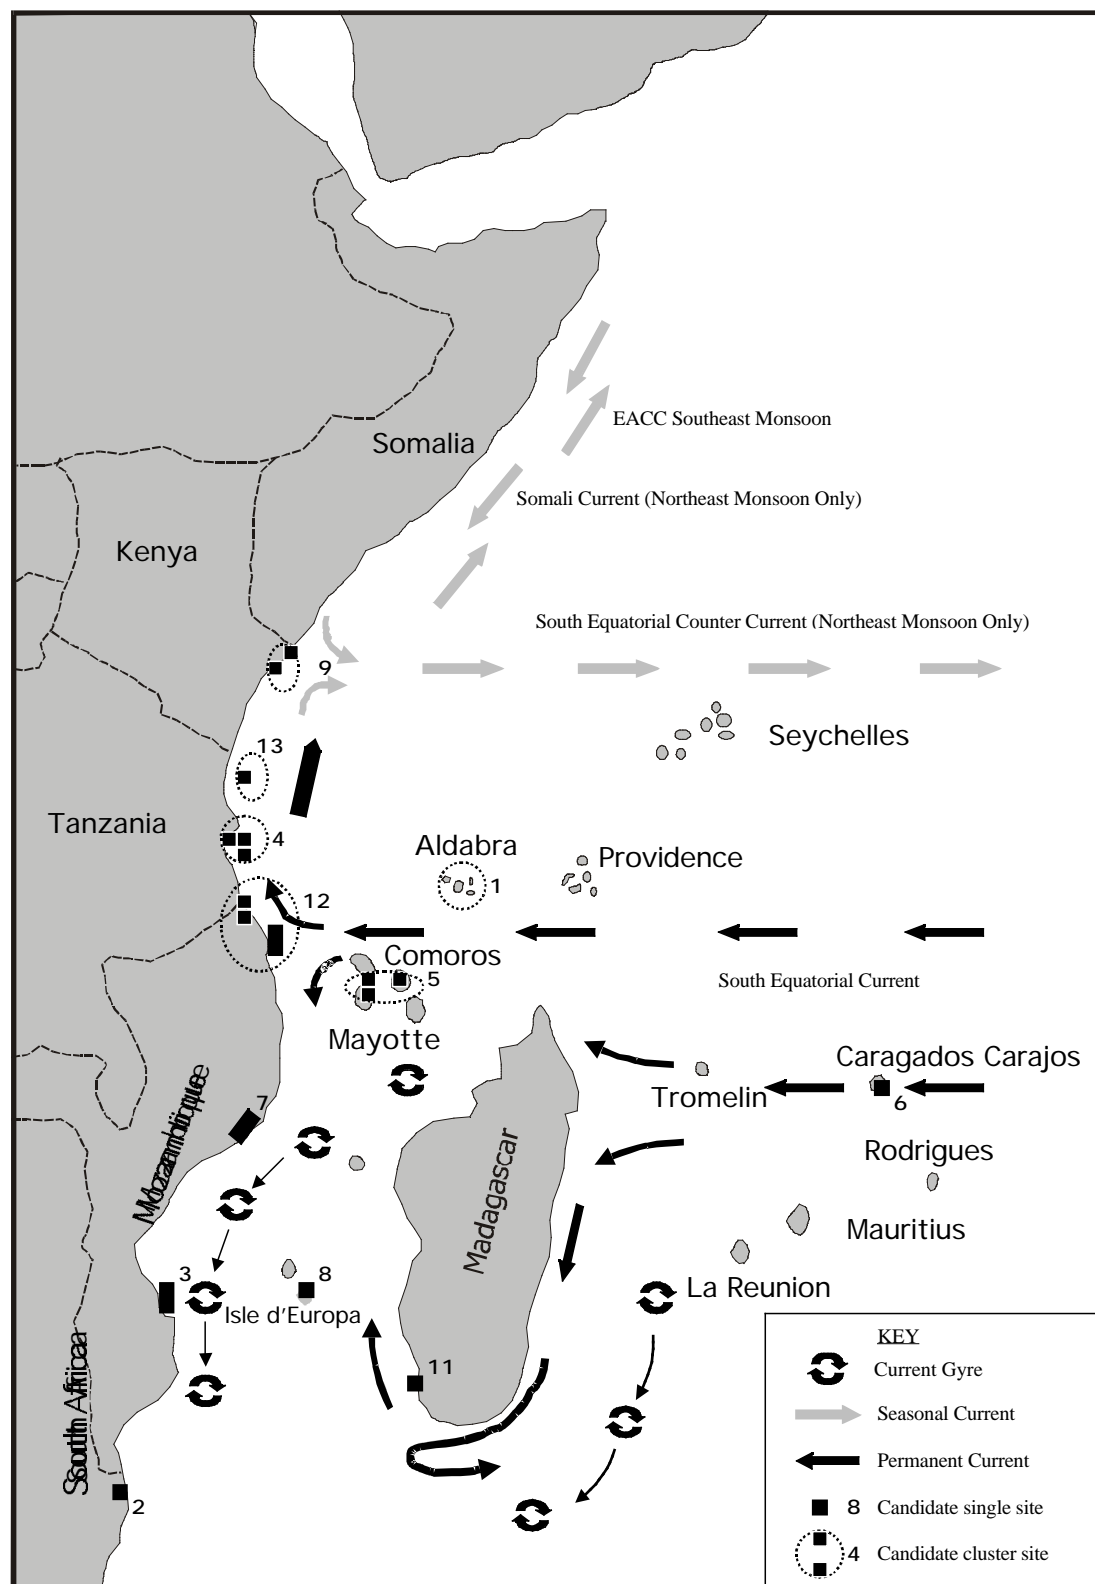 EACC Southeast Monsoon
Somalia
Somali Current (Northeast Monsoon Only)
Kenya
South Equatorial Counter Current (Northeast Monsoon Only)
9
Seychelles
13
Tanzania
4
Aldabra
Providence
1
12
Comoros
5
South Equatorial Current
Mayotte
Caragados Carajos
Tromelin
6
7
Mozambique
Madagascar
Rodrigues
Mauritius
3
8
La Reunion
Isle d'Europa
11
South Africa
2
KEY
Current Gyre
Seasonal Current
Permanent Current
8 Candidate single site
4 Candidate cluster site